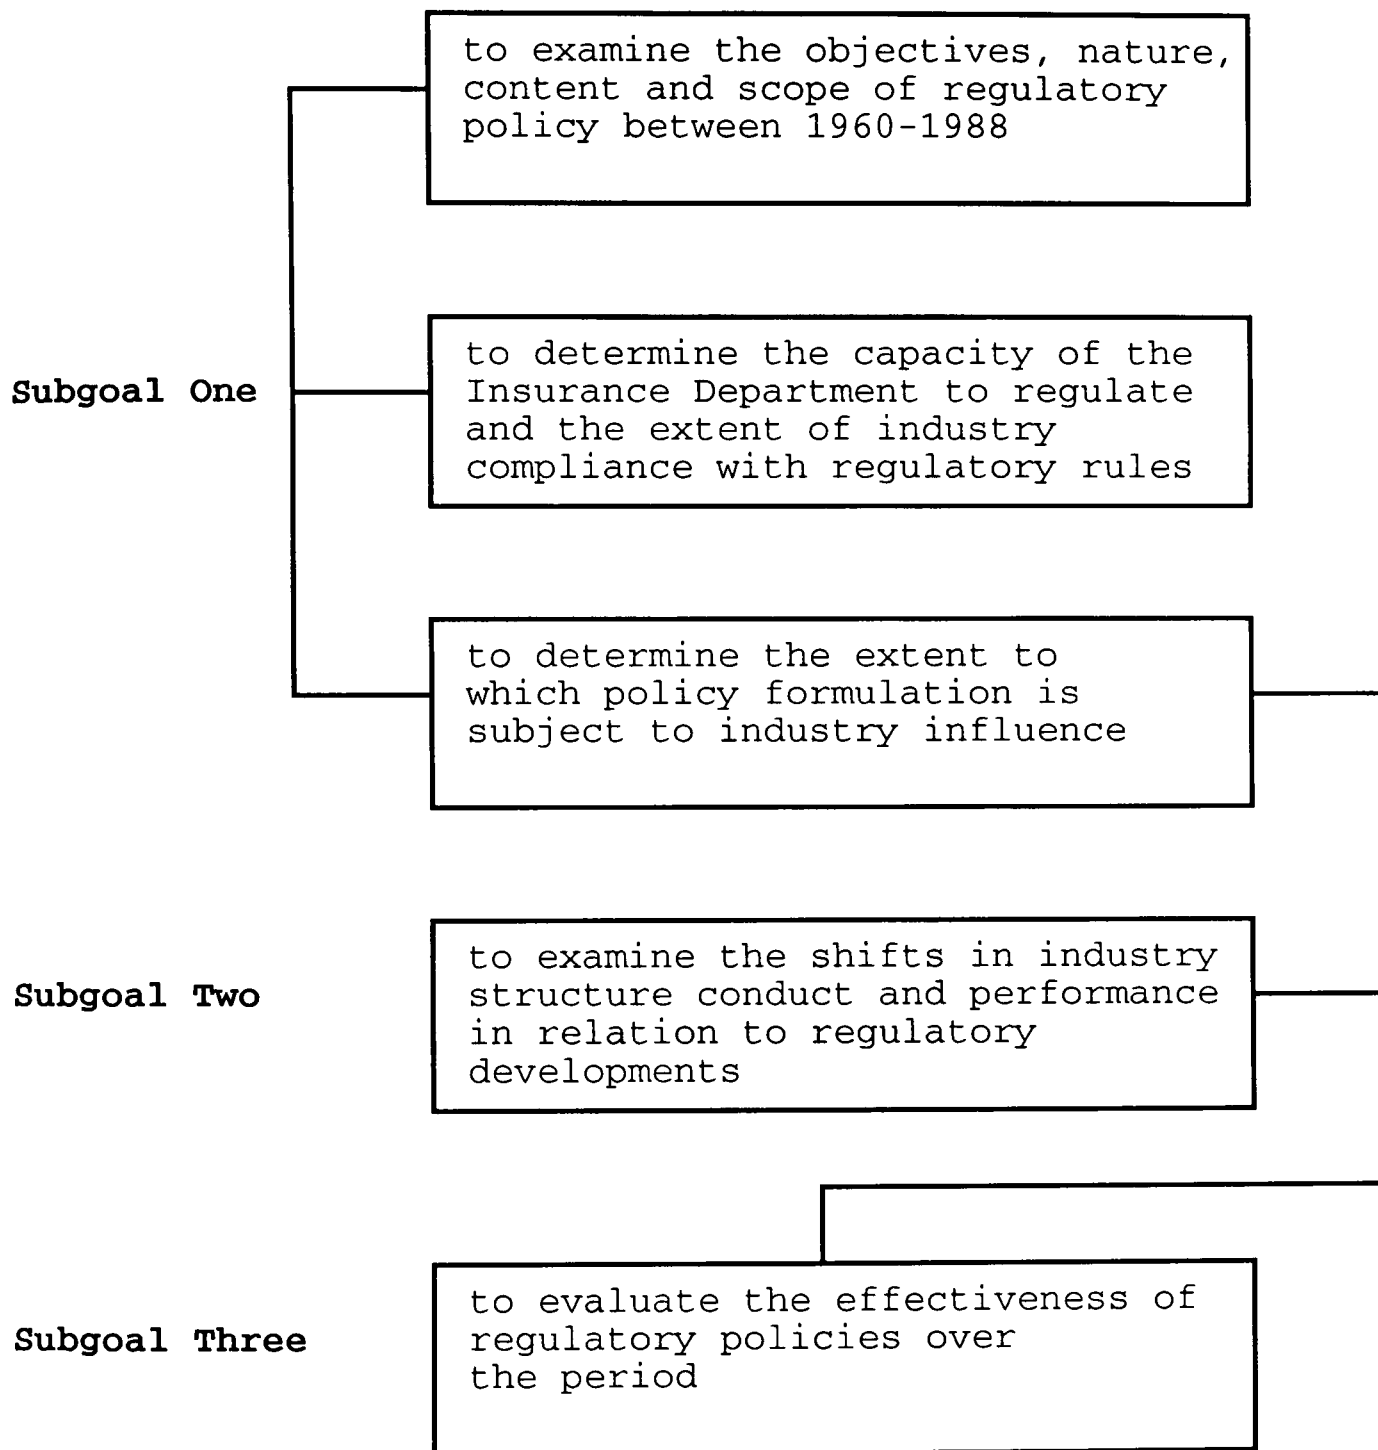 to examine the objectives, nature,
content and scope of regulatory
policy between 1960-1988
Subgoal One
to determine the capacity of the
Insurance Department to regulate
and the extent of industry
compliance with regulatory rules
to determine the extent to
which policy formulation is
subject to industry influence
Subgoal Two
to examine the shifts in industry
structure conduct and performance
in relation to regulatory
developments
Subgoal Three
to evaluate the effectiveness of
regulatory policies over
the period